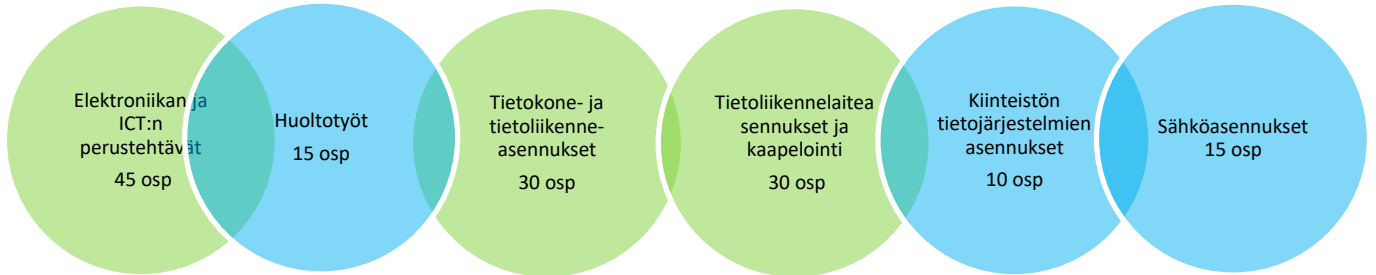 Elektroniikan ja
ICT:n
perustehtävät
45 osp
Huoltotyöt
15 osp
Tietokone- ja
tietoliikenne-
asennukset
30 osp
Tietoliikennelaitea
sennukset ja
kaapelointi
30 osp
Kiinteistön
tietojärjestelmien
asennukset
10 osp
Sähköasennukset
15 osp